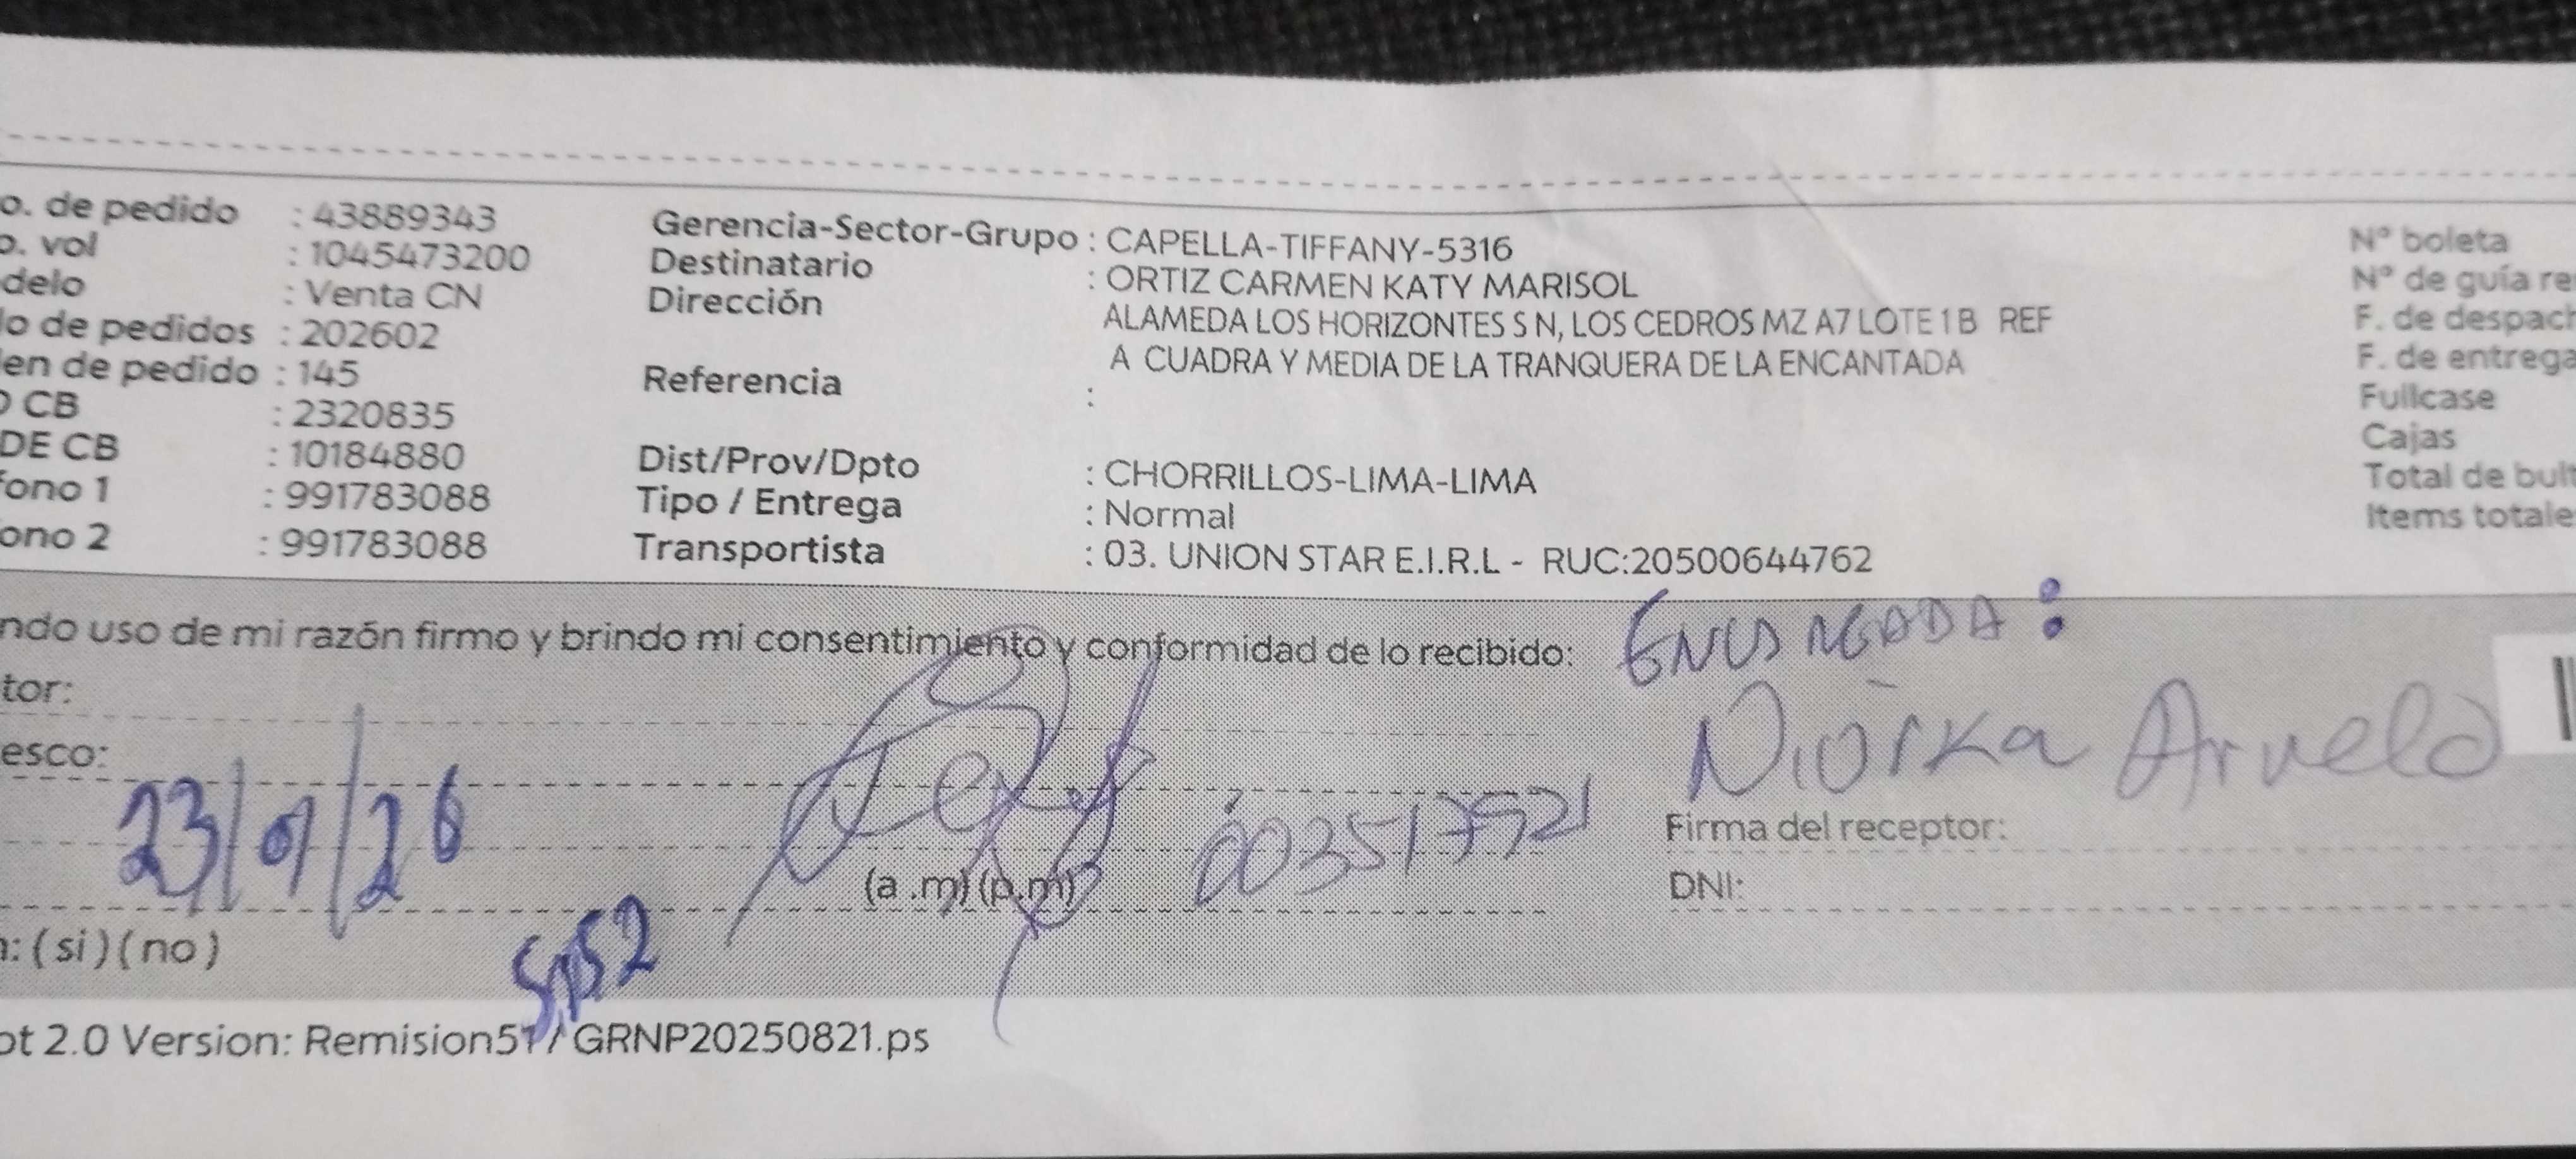 o. de pedido : 43889343
o. vol : 1045473200
delo : Venta CN
lo de pedidos : 202602
en de pedido : 145
O CB : 2320835
DE CB : 10184880
fono 1 : 991783088
ono 2 : 991783088
Gerencia-Sector-Grupo : CAPELLA-TIFFANY-5316
Destinatario : ORTIZ CARMEN KATY MARISOL
Dirección ALAMEDA LOS HORIZONTES S N, LOS CEDROS MZ A7 LOTE 1 B REF
A CUADRA Y MEDIA DE LA TRANQUERA DE LA ENCANTADA
Referencia :
Dist/Prov/Dpto : CHORRILLOS-LIMA-LIMA
Tipo / Entrega : Normal
Transportista : 03. UNION STAR E.I.R.L - RUC:20500644762
N° boleta
N° de guía re
F. de despach
F. de entrega
Fullcase
Cajas
Total de bult
Items totale
ndo uso de mi razón firmo y brindo mi consentimiento y conformidad de lo recibido:
tor:
Niorka Arvelo
esco:
23/01/26
003517521
Firma del receptor:
(a .m) (p.m)
DNI:
n: ( si ) ( no )
ot 2.0 Version: Remision51 / GRNP20250821.ps